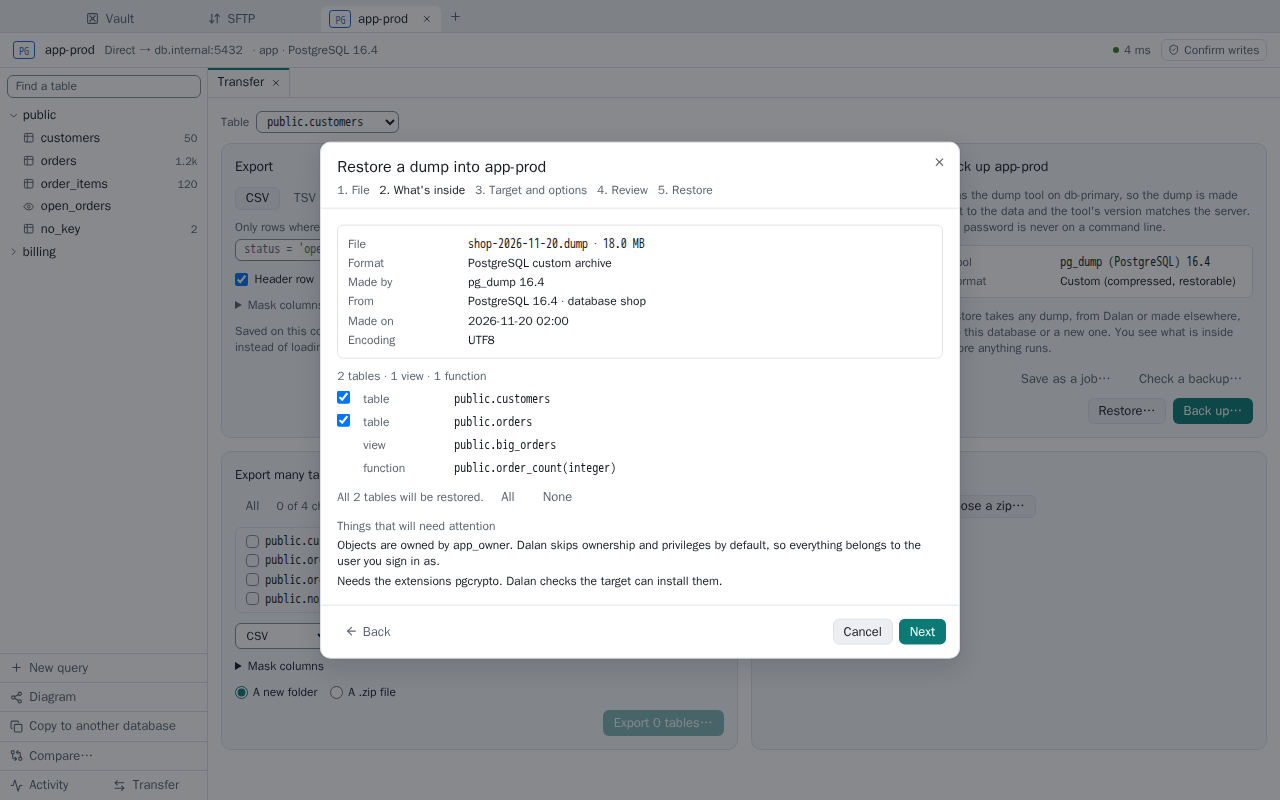 Vault
SFTP
PG app-prod
PG app-prod Direct → db.internal:5432 · app · PostgreSQL 16.4
4 ms
Confirm writes
Find a table
public
customers 50
orders 1.2k
order_items 120
open_orders
no_key 2
billing
New query
Diagram
Copy to another database
Compare···
Activity
Transfer
Transfer
Table public.customers
Export
CSV TSV
Only rows where
status = 'ope
Header row
Mask columns
Saved on this co
instead of loadin
ck up app-prod
s the dump tool on db-primary, so the dump is made
t to the data and the tool's version matches the server.
password is never on a command line.
ool pg_dump (PostgreSQL) 16.4
ormat Custom (compressed, restorable)
store takes any dump, from Dalan or made elsewhere,
this database or a new one. You see what is inside
ore anything runs.
Save as a job··· Check a backup···
Restore··· Back up···
Export many ta
All 0 of 4 ch
public.cu
public.or
public.or
public.no
CSV
Mask columns
A new folder A .zip file
Export 0 tables···
ose a zip···
Restore a dump into app-prod
1. File 2. What's inside 3. Target and options 4. Review 5. Restore
File shop-2026-11-20.dump · 18.0 MB
Format PostgreSQL custom archive
Made by pg_dump 16.4
From PostgreSQL 16.4 · database shop
Made on 2026-11-20 02:00
Encoding UTF8
2 tables · 1 view · 1 function
table public.customers
table public.orders
view public.big_orders
function public.order_count(integer)
All 2 tables will be restored. All None
Things that will need attention
Objects are owned by app_owner. Dalan skips ownership and privileges by default, so everything belongs to the
user you sign in as.
Needs the extensions pgcrypto. Dalan checks the target can install them.
Back
Cancel
Next